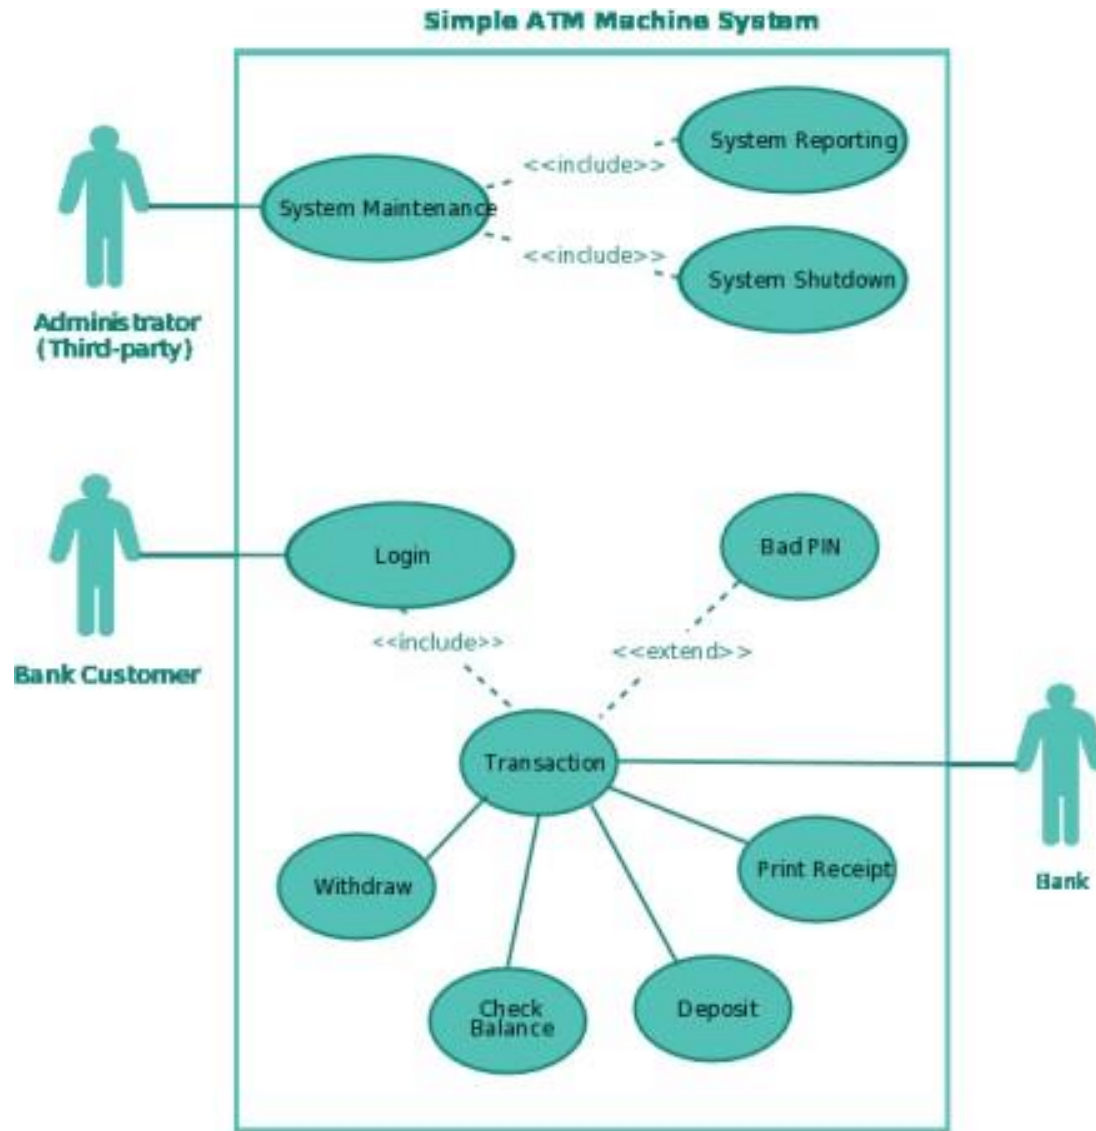 Simple ATM Machine System
System Reporting
<<include>>
System Maintenance
<<include>>
System Shutdown
Administrator
(Third-party)
Login
Bad PIN
<<include>>
<<extend>>
Bank Customer
Transaction
Print Receipt
Withdraw
Bank
Check
Balance
Deposit